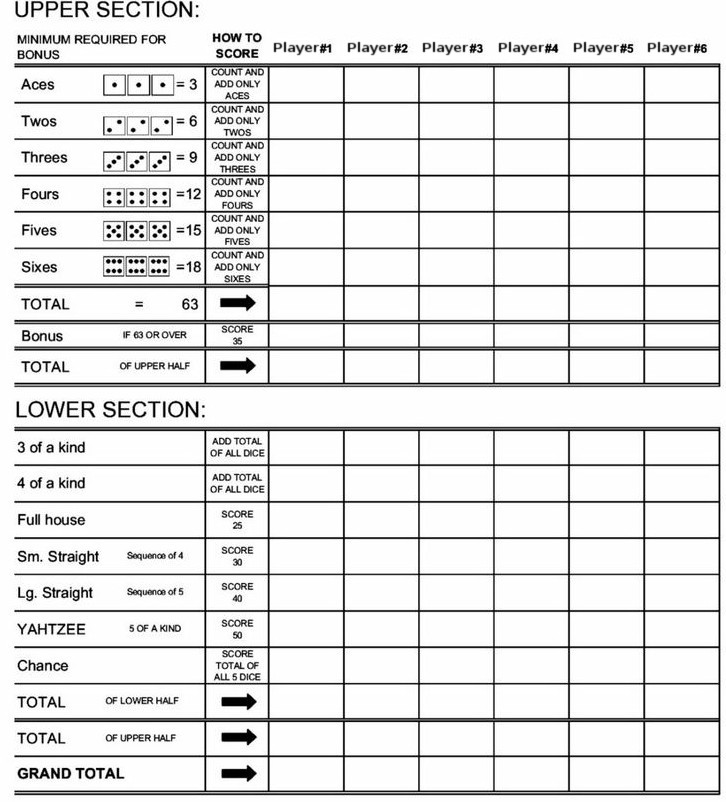 UPPER SECTION:
MINIMUM REQUIRED FOR BONUS HOW TO SCORE Player#1 Player#2 Player#3 Player#4 Player#5 Player#6
Aces = 3 COUNT AND ADD ONLY ACES
Twos = 6 COUNT AND ADD ONLY TWOS
Threes = 9 COUNT AND ADD ONLY THREES
Fours =12 COUNT AND ADD ONLY FOURS
Fives =15 COUNT AND ADD ONLY FIVES
Sixes =18 COUNT AND ADD ONLY SIXES
TOTAL = 63
Bonus IF 63 OR OVER SCORE 35
TOTAL OF UPPER HALF
LOWER SECTION:
3 of a kind ADD TOTAL OF ALL DICE
4 of a kind ADD TOTAL OF ALL DICE
Full house SCORE 25
Sm. Straight Sequence of 4 SCORE 30
Lg. Straight Sequence of 5 SCORE 40
YAHTZEE 5 OF A KIND SCORE 50
Chance SCORE TOTAL OF ALL 5 DICE
TOTAL OF LOWER HALF
TOTAL OF UPPER HALF
GRAND TOTAL